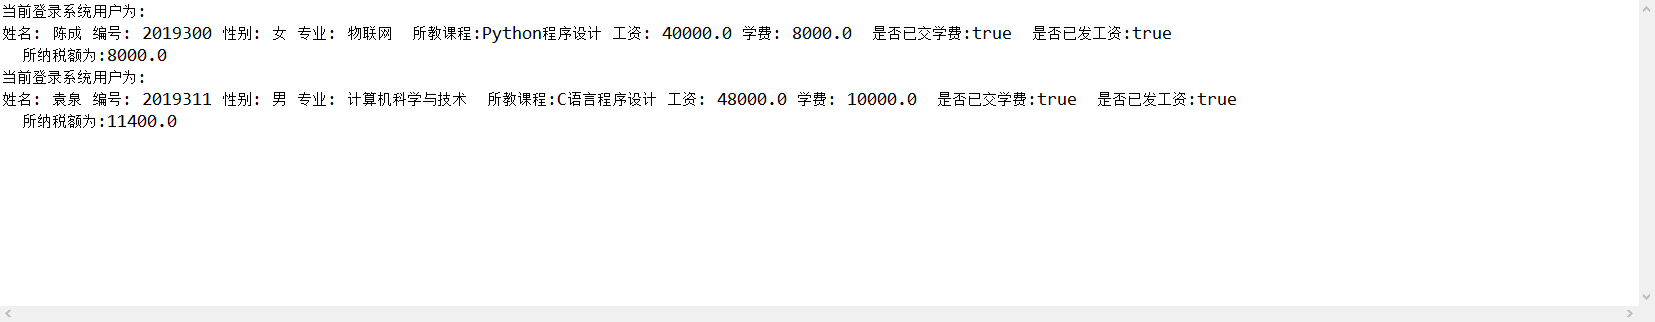 当前登录系统用户为:
姓名: 陈成 编号: 2019300 性别: 女 专业: 物联网  所教课程:Python程序设计 工资: 40000.0 学费: 8000.0  是否已交学费:true  是否已发工资:true
所纳税额为:8000.0
当前登录系统用户为:
姓名: 袁泉 编号: 2019311 性别: 男 专业: 计算机科学与技术  所教课程:C语言程序设计 工资: 48000.0 学费: 10000.0  是否已交学费:true  是否已发工资:true
所纳税额为:11400.0